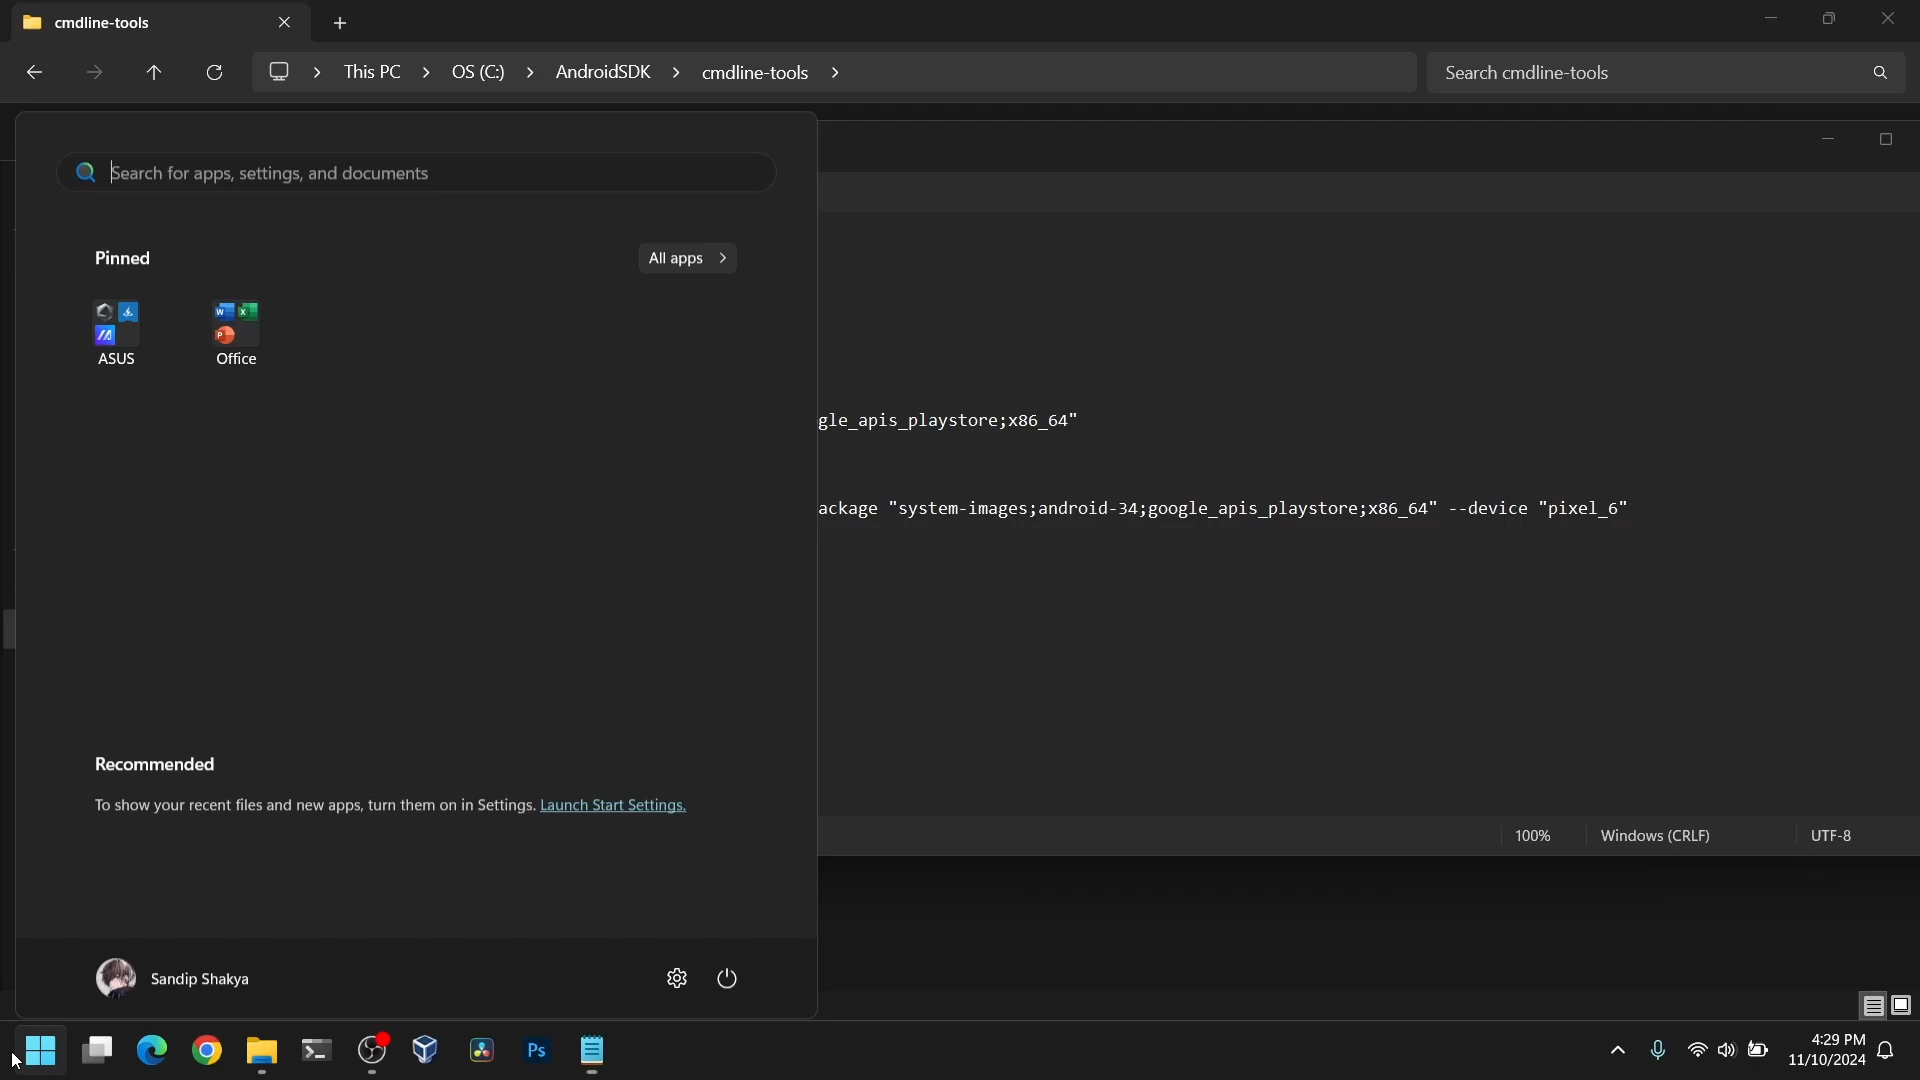 cmdline-tools
This PC
OS (C:)
AndroidSDK
cmdline-tools
Search cmdline-tools
Search for apps, settings, and documents
Pinned
All apps
ASUS
Office
gle_apis_playstore;x86_64"
ackage "system-images;android-34;google_apis_playstore;x86_64" --device "pixel_6"
Recommended
To show your recent files and new apps, turn them on in Settings. Launch Start Settings.
100%
Windows (CRLF)
UTF-8
Sandip Shakya
Ps
4:29 PM
11/10/2024